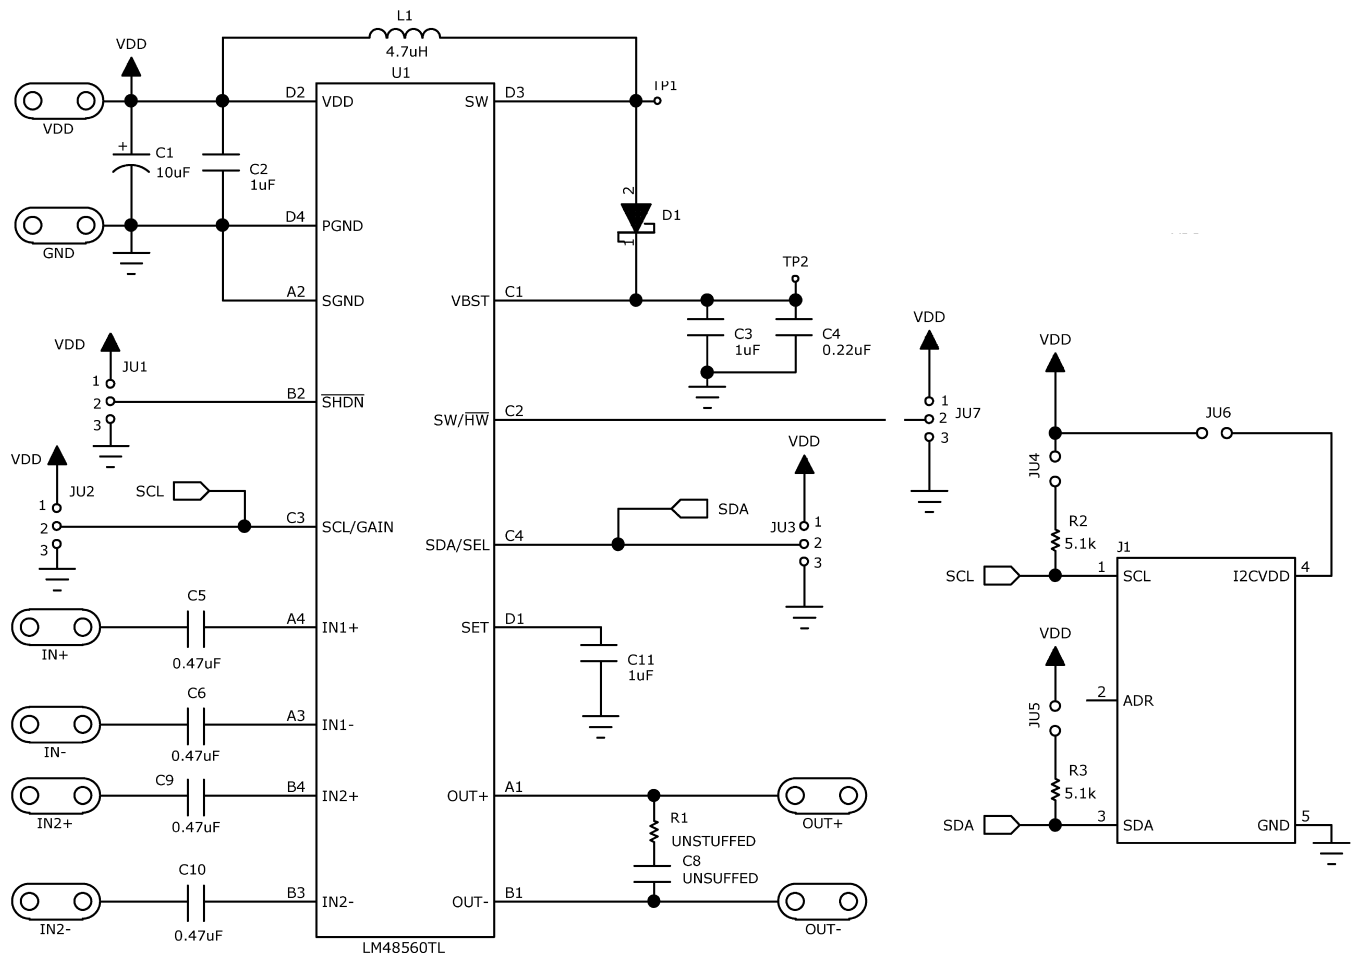 L1
4.7uH
VDD
U1
D2
VDD
SW
D3
TP1
VDD
+
C1
10uF
C2
1uF
2
D1
1
D4
PGND
GND
TP2
A2
SGND
VBST
C1
C3
1uF
C4
0.22uF
VDD
VDD
JU1
1
2
3
B2
SHDN
SW/HW
C2
1
2
3
JU7
VDD
JU6
JU4
VDD
JU2
1
2
3
SCL
C3
SCL/GAIN
SDA/SEL
C4
SDA
VDD
JU3
1
2
3
R2
5.1k
J1
SCL
1
SCL
I2CVDD
4
C5
IN+
0.47uF
A4
IN1+
SET
D1
C11
1uF
VDD
JU5
2
ADR
C6
IN-
0.47uF
A3
IN1-
R3
5.1k
SDA
3
SDA
GND
5
C9
IN2+
0.47uF
B4
IN2+
OUT+
A1
R1
UNSTUFFED
C8
UNSUFFED
OUT+
C10
IN2-
0.47uF
B3
IN2-
OUT-
B1
OUT-
LM48560TL